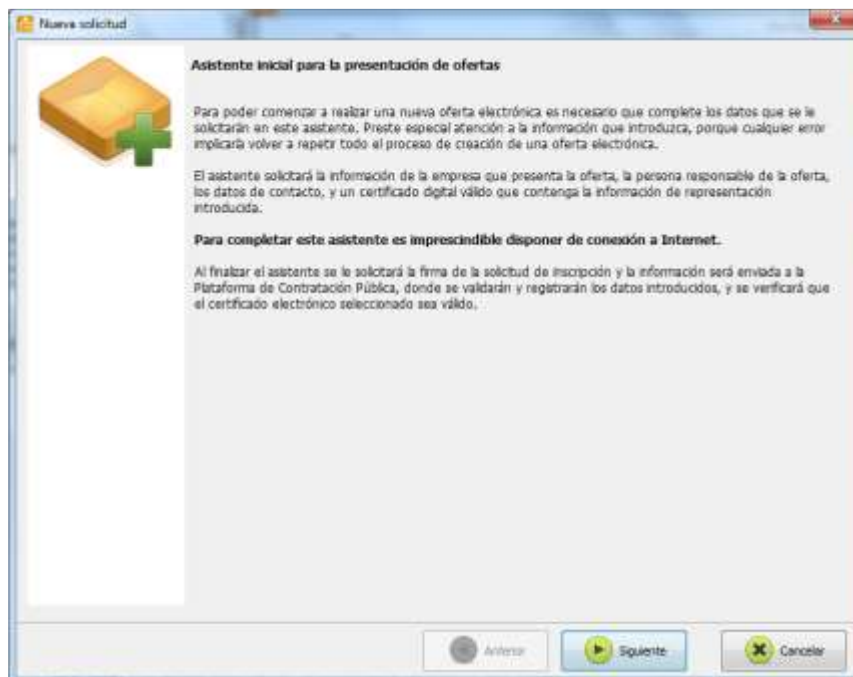 Nueva solicitud
Asistente inicial para la presentación de ofertas
Para poder comenzar a realizar una nueva oferta electrónica es necesario que complete los datos que se le
solicitarán en este asistente. Preste especial atención a la información que introduzca, porque cualquier error
implicaría volver a repetir todo el proceso de creación de una oferta electrónica.
El asistente solicitará la información de la empresa que presenta la oferta, la persona responsable de la oferta,
los datos de contacto, y un certificado digital válido que contenga la información de representación
introducida.
Para completar este asistente es imprescindible disponer de conexión a Internet.
Al finalizar el asistente se le solicitará la firma de la solicitud de inscripción y la información será enviada a la
Plataforma de Contratación Pública, donde se validarán y registrarán los datos introducidos, y se verificará que
el certificado electrónico seleccionado sea válido.
Anterior
Siguiente
Cancelar